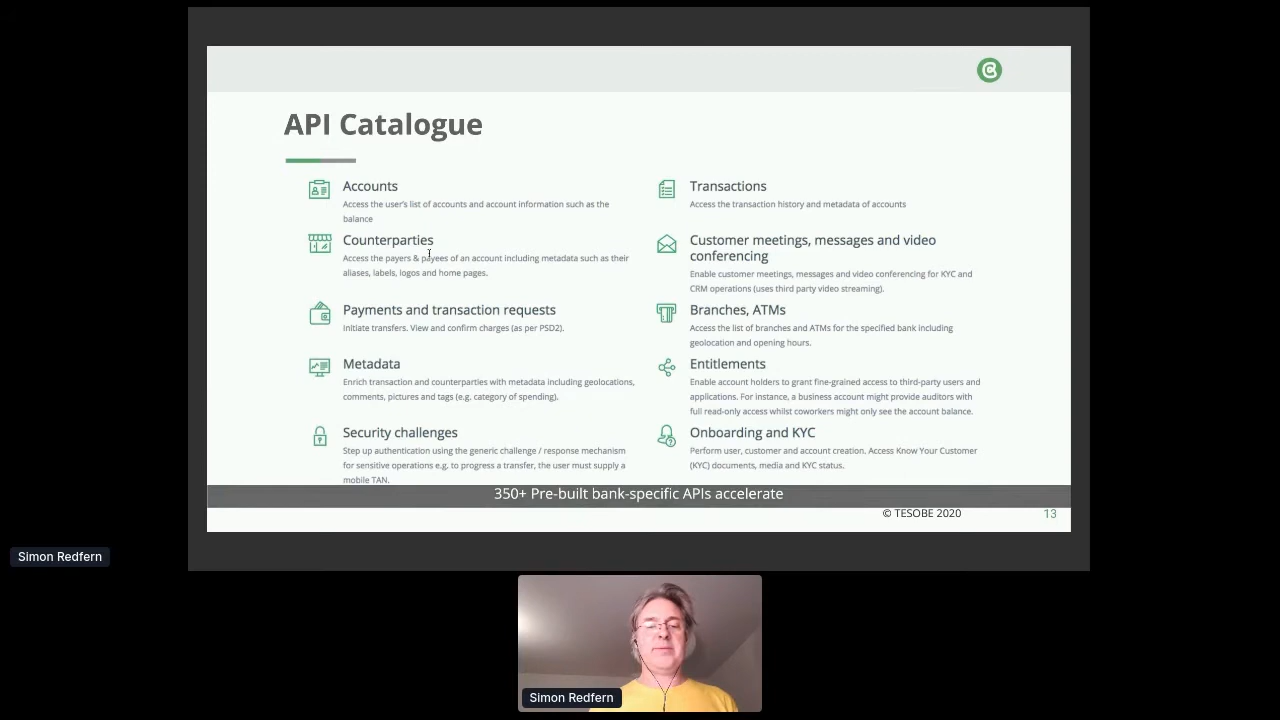 API Catalogue
Accounts
Access the user's list of accounts and account information such as the
balance
Counterparties
Access the payers & payees of an account including metadata such as their
aliases, labels, logos and home pages.
Payments and transaction requests
Initiate transfers. View and confirm charges (as per PSD2).
Metadata
Enrich transaction and counterparties with metadata including geolocations,
comments, pictures and tags (e.g. category of spending).
Security challenges
Step up authentication using the generic challenge / response mechanism
for sensitive operations e.g. to progress a transfer, the user must supply a
mobile TAN.
Transactions
Access the transaction history and metadata of accounts
Customer meetings, messages and video
conferencing
Enable customer meetings, messages and video conferencing for KYC and
CRM operations (uses third party video streaming).
Branches, ATMs
Access the list of branches and ATMs for the specified bank including
geolocation and opening hours.
Entitlements
Enable account holders to grant fine-grained access to third-party users and
applications. For instance, a business account might provide auditors with
full read-only access whilst coworkers might only see the account balance.
Onboarding and KYC
Perform user, customer and account creation. Access Know Your Customer
(KYC) documents, media and KYC status.
350+ Pre-built bank-specific APIs accelerate
© TESOBE 2020
13
Simon Redfern
Simon Redfern